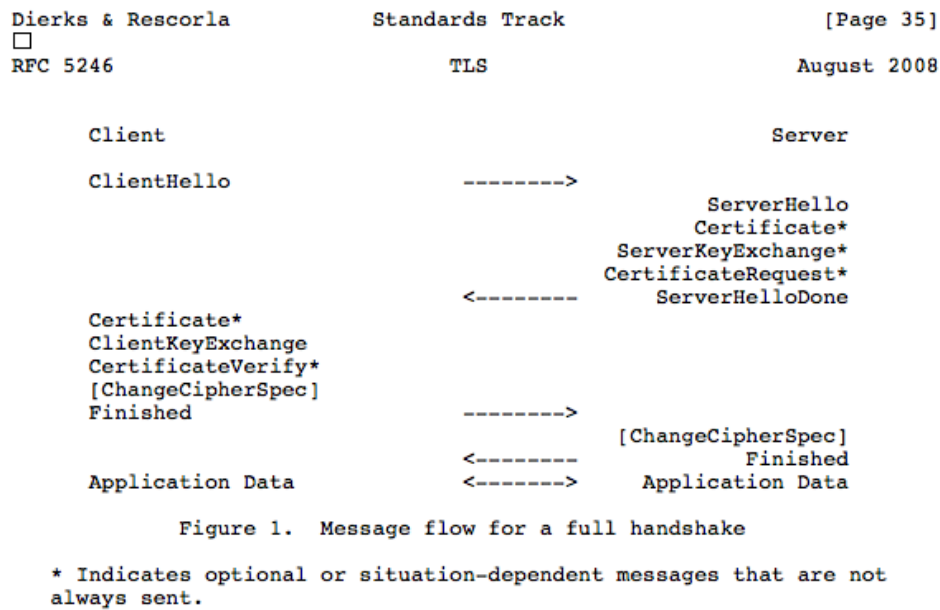 Dierks & Rescorla Standards Track [Page 35]
RFC 5246 TLS August 2008
Client Server
ClientHello -------->
ServerHello
Certificate*
ServerKeyExchange*
CertificateRequest*
<-------- ServerHelloDone
Certificate*
ClientKeyExchange
CertificateVerify*
[ChangeCipherSpec]
Finished -------->
[ChangeCipherSpec]
<-------- Finished
Application Data <-------> Application Data
Figure 1. Message flow for a full handshake
* Indicates optional or situation-dependent messages that are not
always sent.